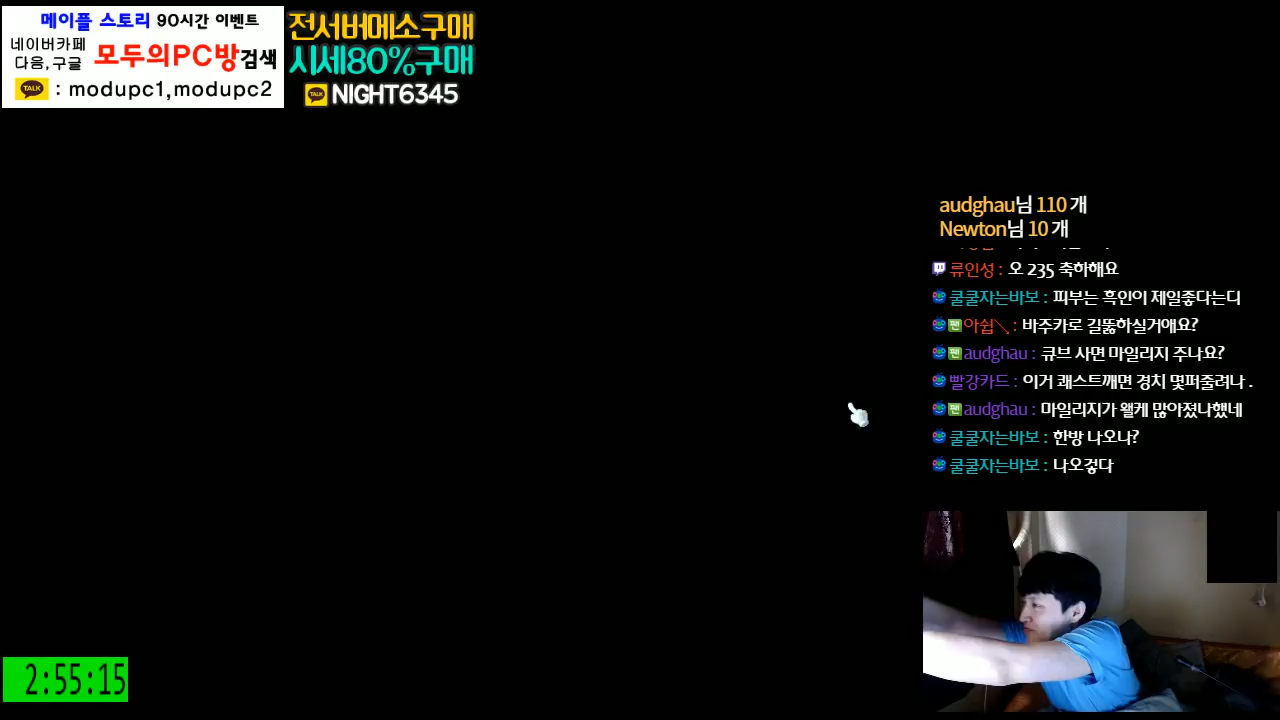 메이플 스토리 90시간 이벤트
네이버카페
다음,구글
모두의PC방검색
TALK : modupc1,modupc2
전서버메소구매
시세80%구매
TALK NIGHT6345
audghau님 110 개
Newton님 10 개
류인성 : 오 235 축하해요
쿨쿨자는바보 : 피부는 흑인이 제일좋다는디
팬 아쉽＼ : 바주카로 길뚫하실거애요?
팬 audghau : 큐브 사면 마일리지 주나요?
빨강카드 : 이거 쾌스트깨면 경치 몇퍼줄려나 .
팬 audghau : 마일리지가 웰케 많아졌나했네
쿨쿨자는바보 : 한방 나오나?
쿨쿨자는바보 : 나오겋다
2:55:15